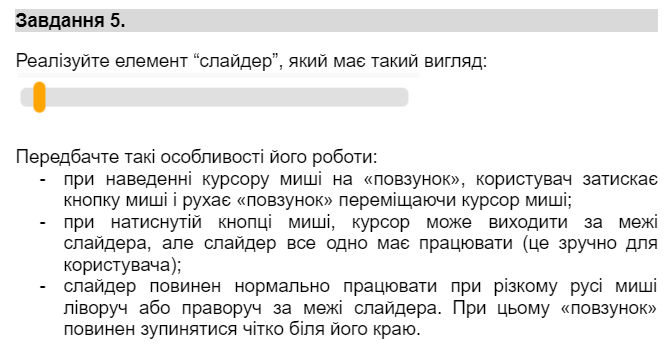 Завдання 5.
Реалізуйте елемент “слайдер”, який має такий вигляд:
Передбачте такі особливості його роботи:
- при наведенні курсору миші на «повзунок», користувач затискає
кнопку миші і рухає «повзунок» переміщаючи курсор миші;
- при натиснутій кнопці миші, курсор може виходити за межі
слайдера, але слайдер все одно має працювати (це зручно для
користувача);
- слайдер повинен нормально працювати при різкому русі миші
ліворуч або праворуч за межі слайдера. При цьому «повзунок»
повинен зупинятися чітко біля його краю.